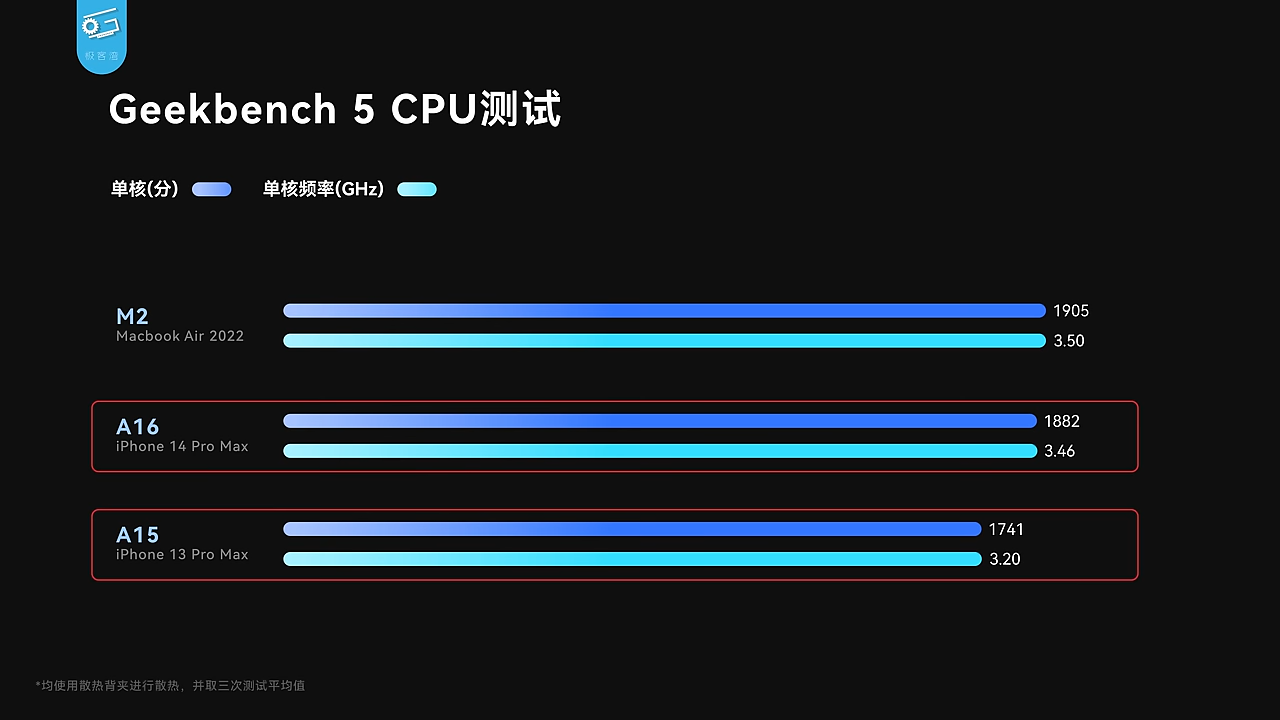 极客湾
Geekbench 5 CPU测试
单核(分) 单核频率(GHz)
M2
Macbook Air 2022
1905
3.50
A16
iPhone 14 Pro Max
1882
3.46
A15
iPhone 13 Pro Max
1741
3.20
*均使用散热背夹进行散热，并取三次测试平均值